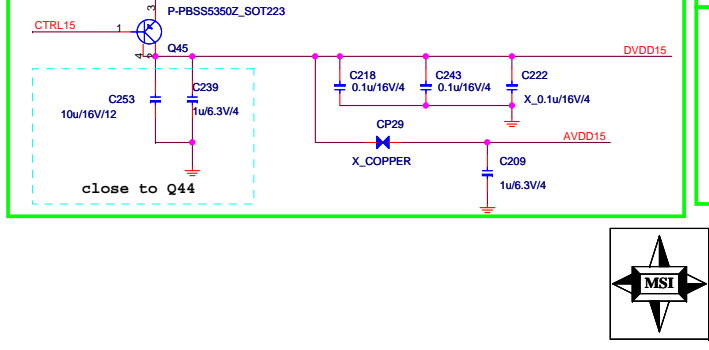 3
P-PBSS5350Z_SOT223
CTRL15
1
Q45
4
2
DVDD15
C253
10u/16V/12
C239
1u/6.3V/4
C218
0.1u/16V/4
C243
0.1u/16V/4
C222
X_0.1u/16V/4
CP29
X_COPPER
AVDD15
C209
1u/6.3V/4
close to Q44
MSI